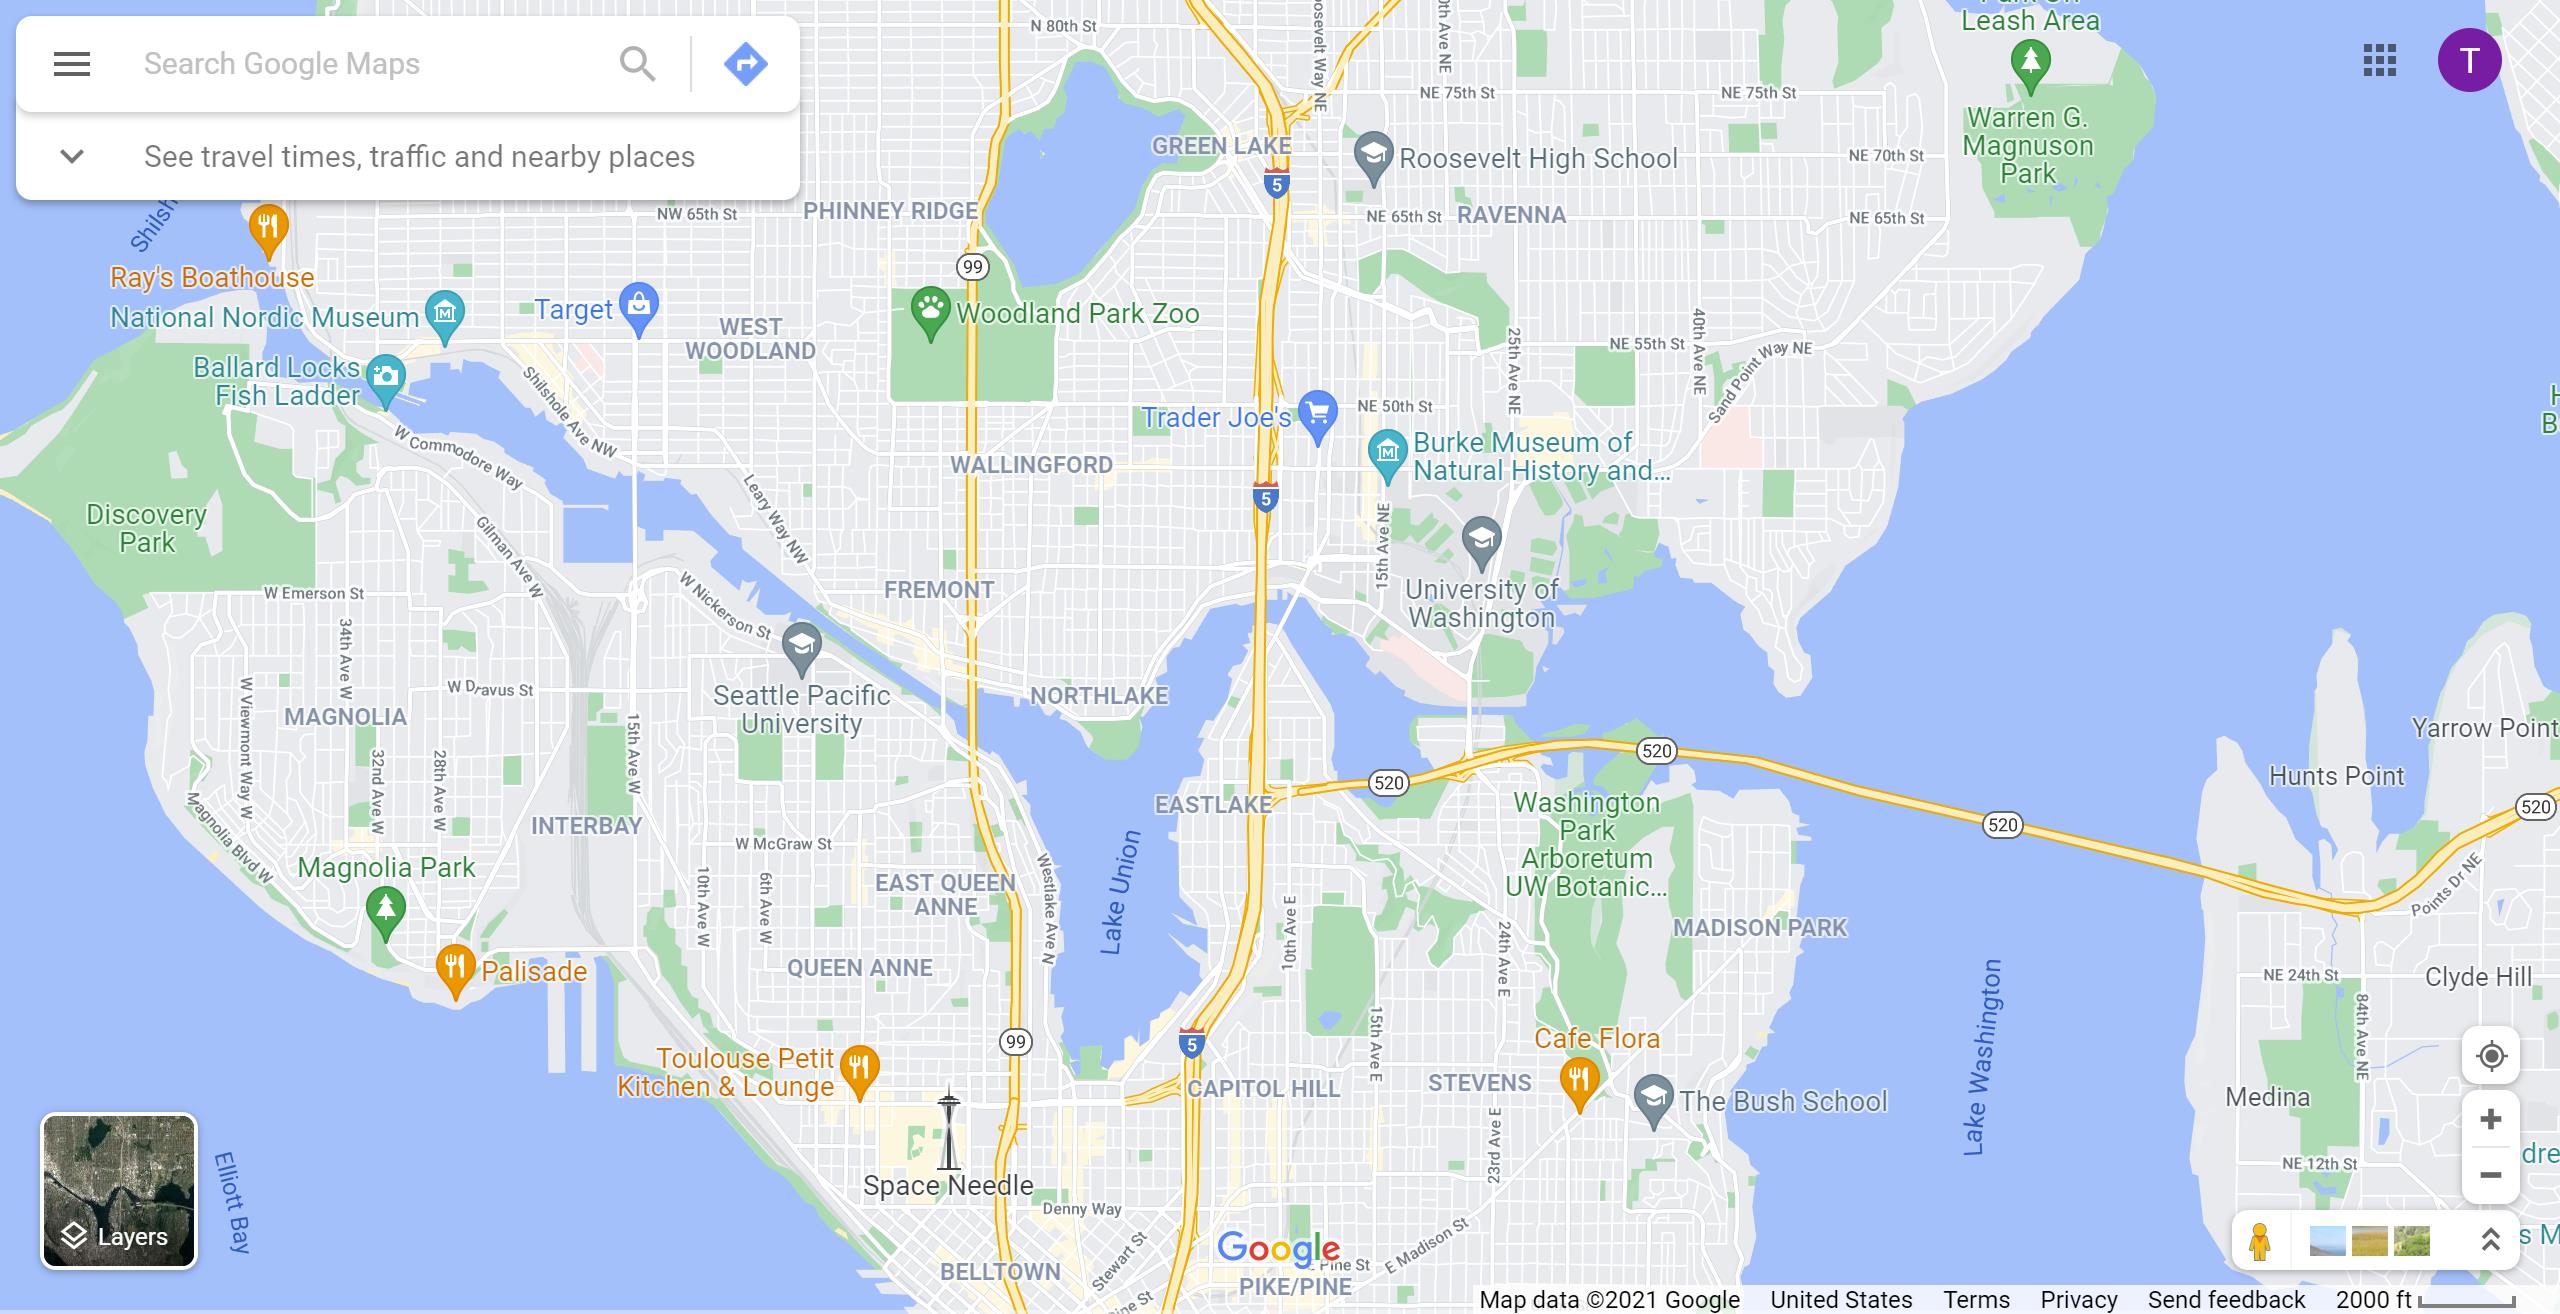 Search Google Maps
See travel times, traffic and nearby places
N 80th St
Leash Area
T
NE 75th St
NE 75th St
Warren G.
Magnuson
Park
GREEN LAKE
5
Roosevelt High School
NE 70th St
Shilsh
NW 65th St
PHINNEY RIDGE
NE 65th St
RAVENNA
NE 65th St
Ray's Boathouse
99
National Nordic Museum
Target
WEST
WOODLAND
Woodland Park Zoo
25th Ave NE
NE 55th St
40th Ave NE
Sand Point Way NE
Ballard Locks
Fish Ladder
Shilshole Ave NW
Trader Joe's
NE 50th St
W Commodore Way
WALLINGFORD
Burke Museum of
Natural History and...
5
Discovery
Park
Gilman Ave W
Leary Way NW
15th Ave NE
University of
Washington
W Emerson St
FREMONT
W Nickerson St
34th Ave W
W Viewmont Way W
W Dravus St
Seattle Pacific
University
NORTHLAKE
MAGNOLIA
32nd Ave W
28th Ave W
15th Ave W
520
520
Yarrow Point
Hunts Point
Magnolia Blvd W
INTERBAY
EASTLAKE
Washington
Park
Arboretum
UW Botanic...
520
520
W McGraw St
Magnolia Park
10th Ave W
6th Ave W
EAST QUEEN
ANNE
Westlake Ave N
Lake Union
10th Ave E
24th Ave E
MADISON PARK
Points Dr NE
Palisade
QUEEN ANNE
NE 24th St
Clyde Hill
84th Ave NE
Lake Washington
99
5
15th Ave E
Cafe Flora
Toulouse Petit
Kitchen & Lounge
CAPITOL HILL
STEVENS
The Bush School
Medina
23rd Ave E
NE 12th St
Space Needle
Elliott Bay
Layers
Denny Way
Stewart St
Google
E Madison St
BELLTOWN
E Pine St
PIKE/PINE
Map data ©2021 Google United States Terms Privacy Send feedback 2000 ft